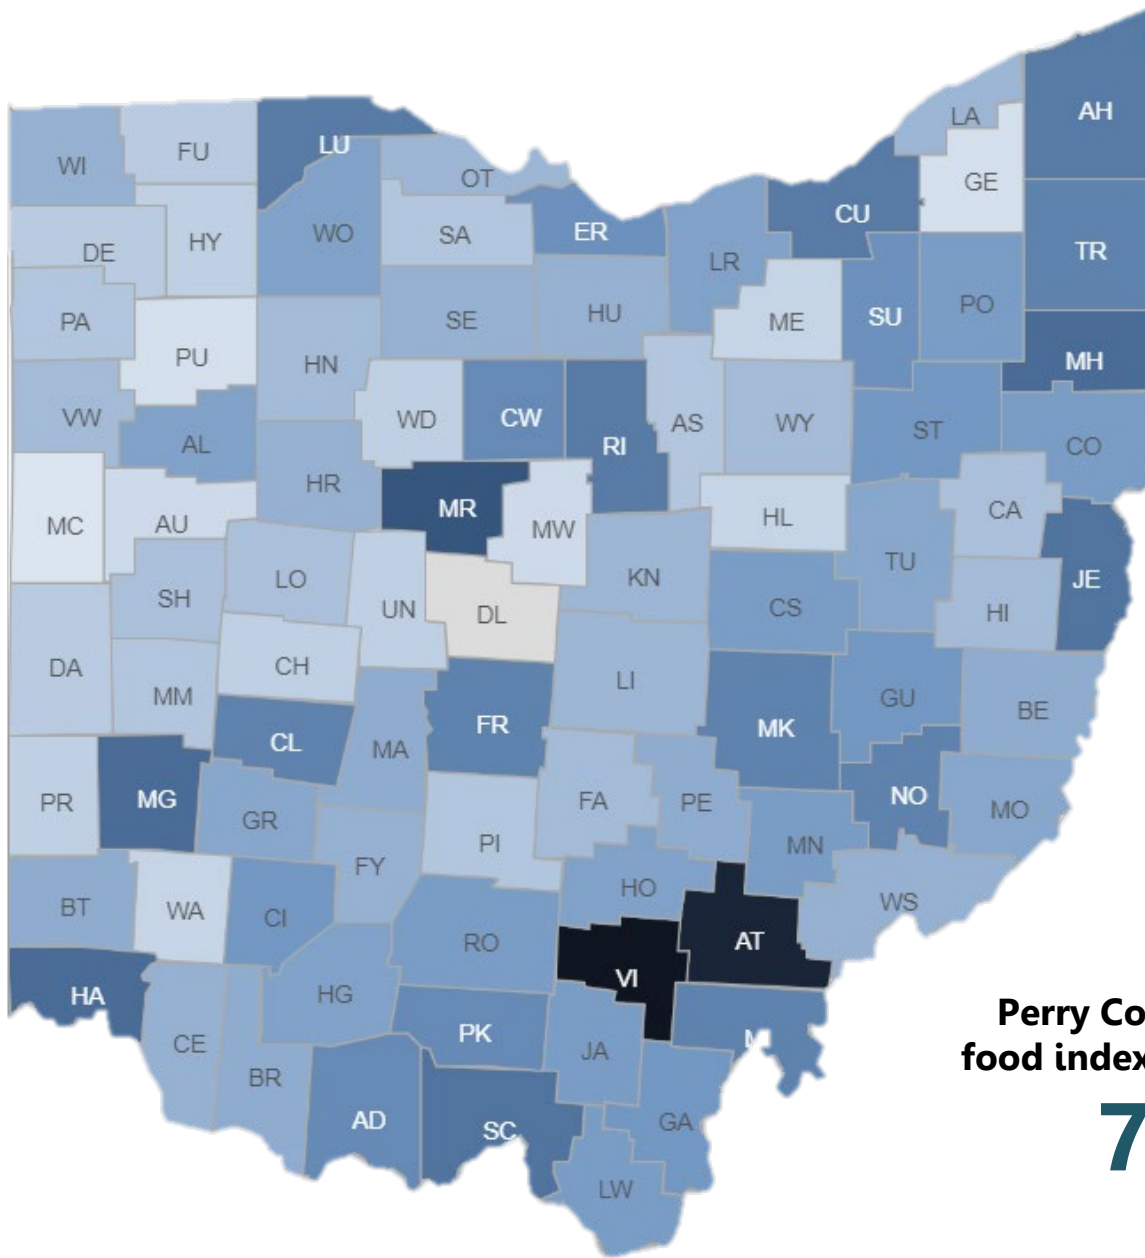 AH
LA
LU
FU
WI
GE
OT
CU
ER
WO
SA
HY
DE
TR
LR
PO
HU
SU
SE
PA
ME
PU
MH
HN
VW
WD
CW
AS
WY
ST
AL
RI
CO
HR
MR
CA
HL
AU
MC
MW
TU
KN
LO
JE
SH
CS
UN
HI
DL
CH
DA
LI
MM
GU
BE
FR
MK
CL
MA
NO
MG
PR
FA
PE
MO
GR
PI
MN
FY
HO
WS
BT
WA
CI
RO
AT
VI
HG
HA
PK
CE
JA
BR
AD
GA
SC
LW
Perry Co
food index
7